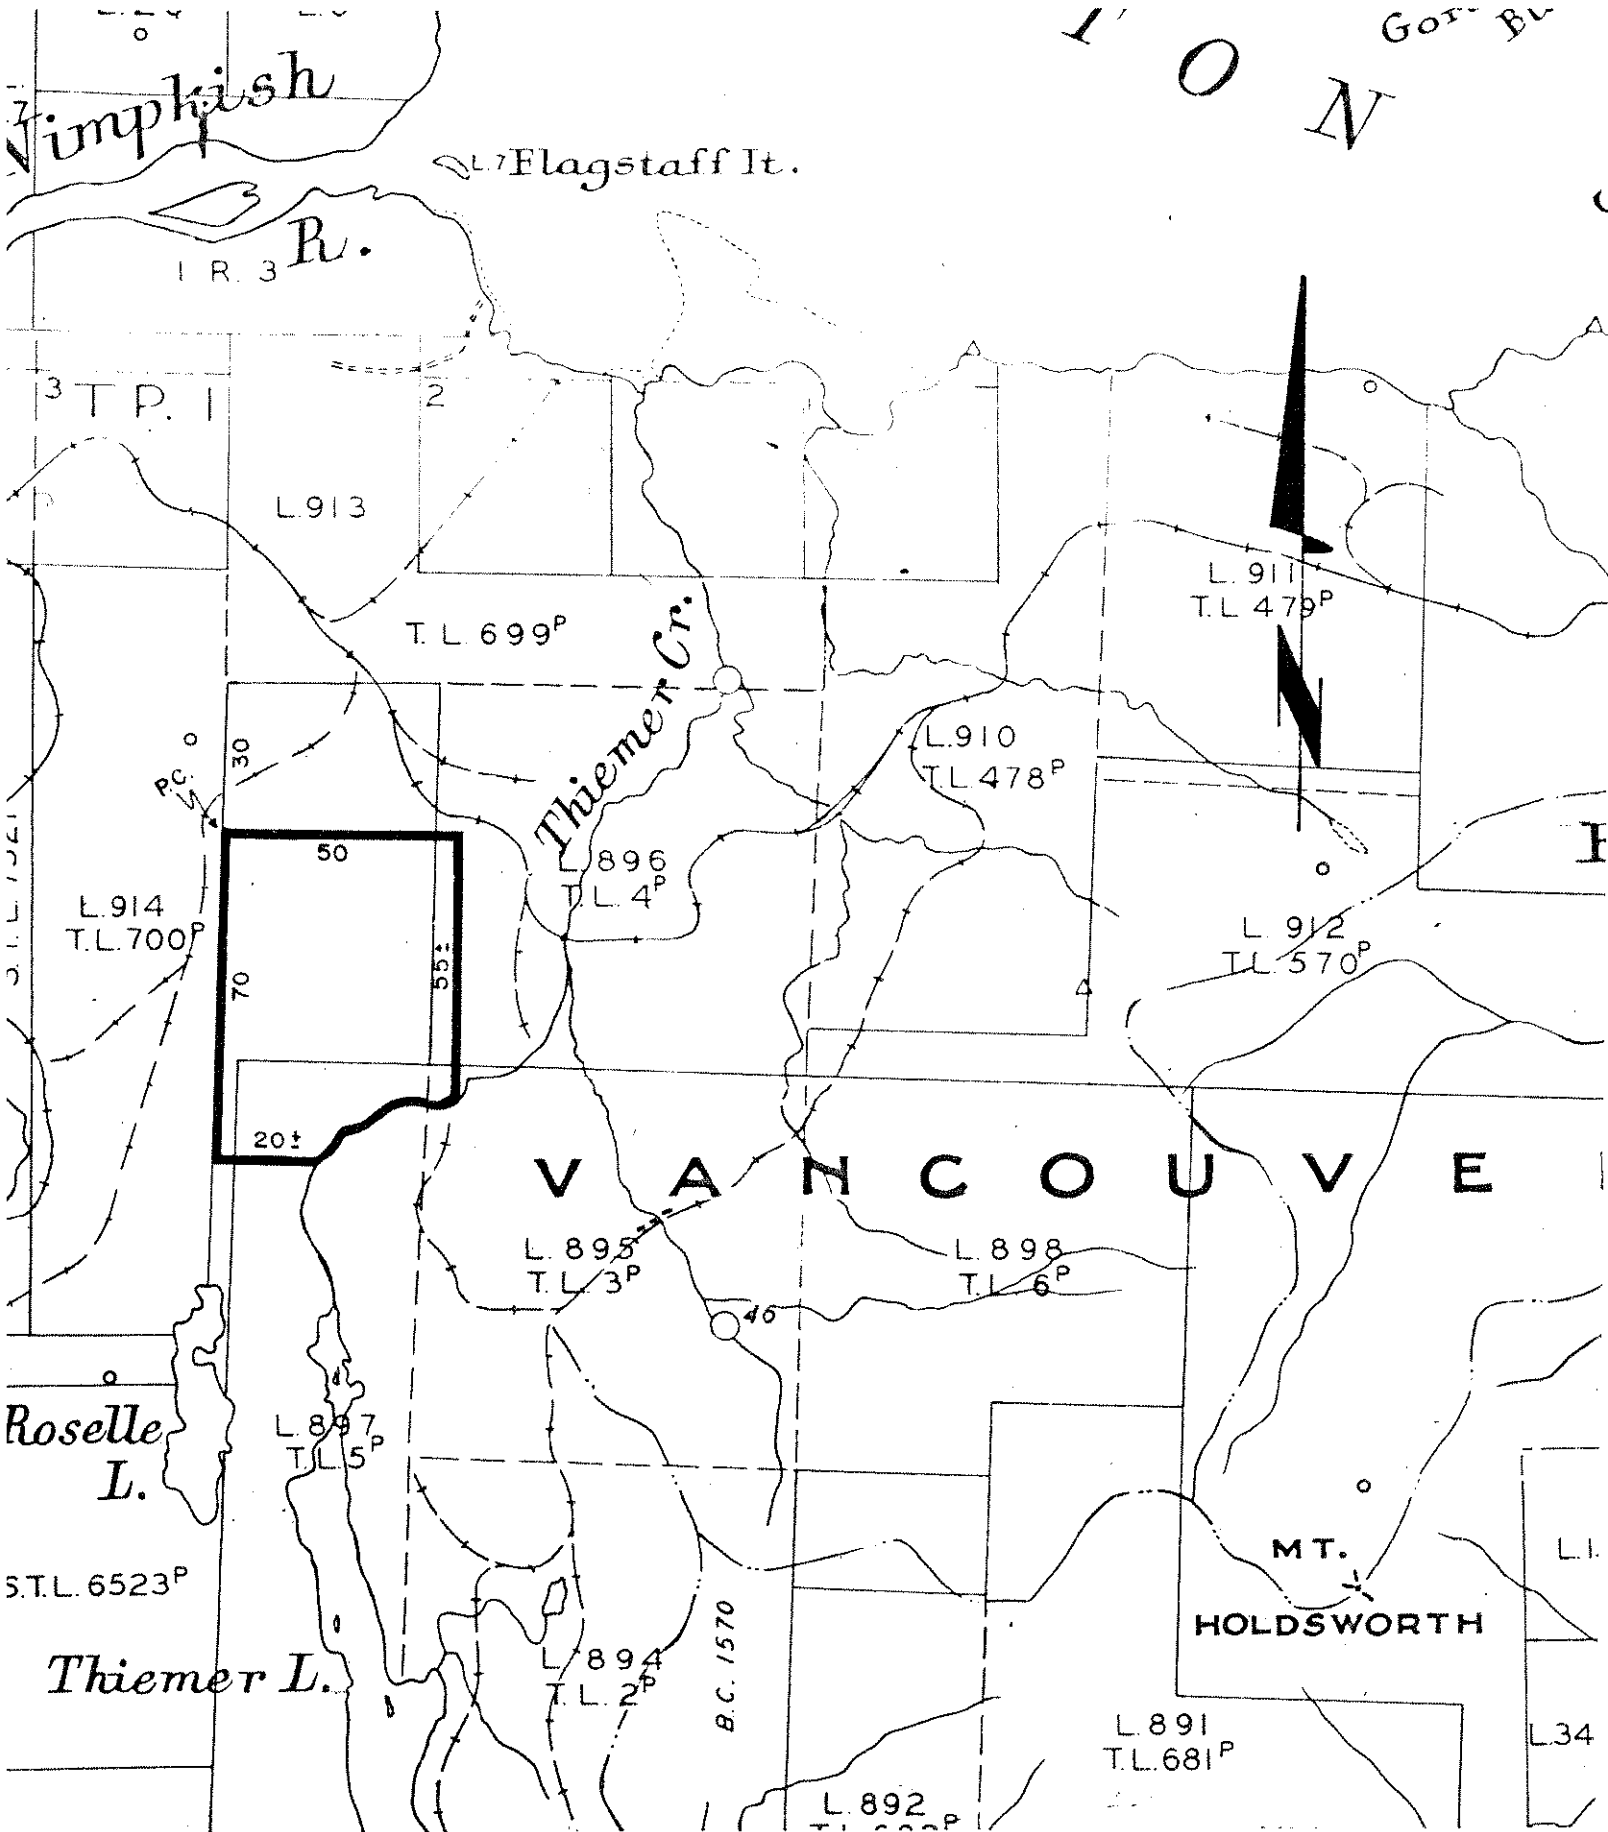 O N
Nimpkish
L.7 Flagstaff It.
R.
I R. 3
3 T P. 1
2
L.913
L. 911
T.L 479P
T. L. 699P
Thiemer Cr.
L.910
T.L.478P
30
P.C.
50
L. 896
T. L. 4P
L.914
T.L.700P
L. 912
T.L. 570P
70
55±
20±
VANCOUVE
L. 895
T. L. 3P
L. 898
T. L. 6P
46
Roselle
L.
L. 897
T. L. 5P
MT.
HOLDSWORTH
S.T.L. 6523P
B.C. 1570
Thiemer L.
L. 894
T. L. 2P
L. 891
T.L.681P
L.34
L. 892